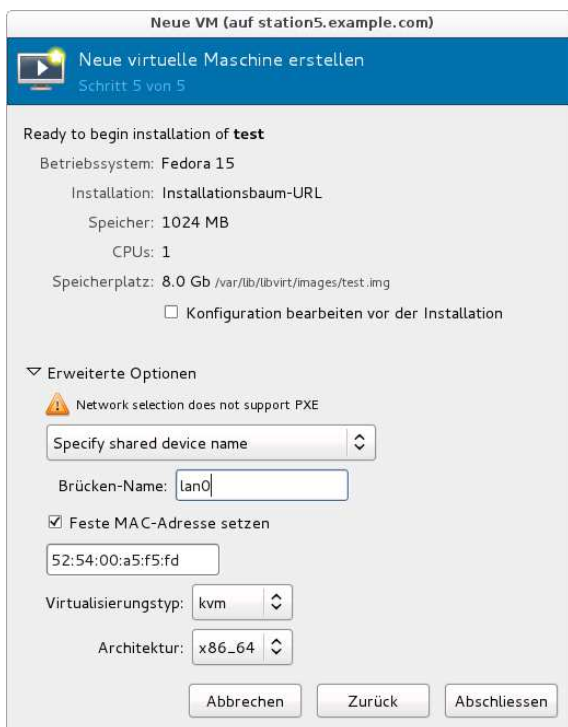 Neue VM (auf station5.example.com)
Neue virtuelle Maschine erstellen
Schritt 5 von 5
Ready to begin installation of test
Betriebssystem: Fedora 15
Installation: Installationsbaum-URL
Speicher: 1024 MB
CPUs: 1
Speicherplatz: 8.0 Gb /var/lib/libvirt/images/test.img
Konfiguration bearbeiten vor der Installation
Erweiterte Optionen
Network selection does not support PXE
Specify shared device name
Brücken-Name: lan0
Feste MAC-Adresse setzen
52:54:00:a5:f5:fd
Virtualisierungstyp: kvm
Architektur: x86_64
Abbrechen Zurück Abschliessen